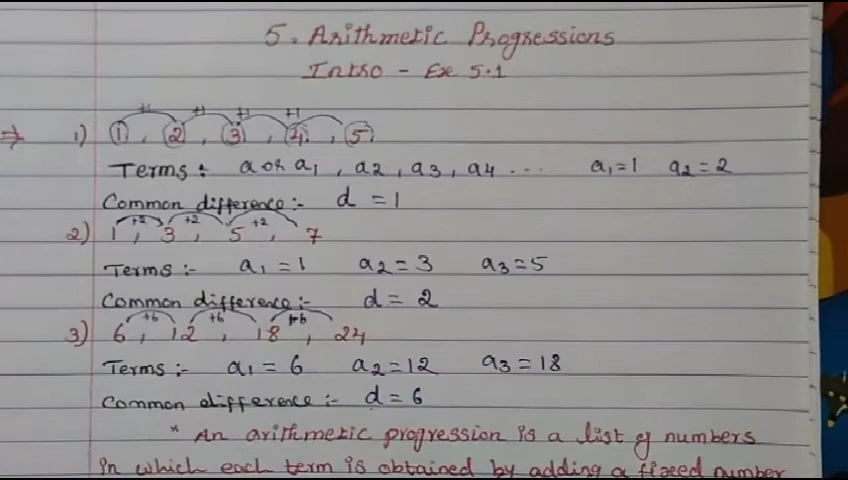 5. Arithmetic Progressions
Intro - Ex 5.1
+1 +1 +1 +1
⇒ 1) 1, 2, 3, 4, 5
Terms : a or a1, a2, a3, a4 ... a1=1 a2=2
Common difference :- d = 1
+2 +2 +2
2) 1, 3, 5, 7
Terms :- a1 = 1 a2 = 3 a3 = 5
Common difference :- d = 2
+6 +6 +6
3) 6, 12, 18, 24
Terms :- a1 = 6 a2 = 12 a3 = 18
Common difference :- d = 6
* An arithmetic progression is a list of numbers
in which each term is obtained by adding a fixed number